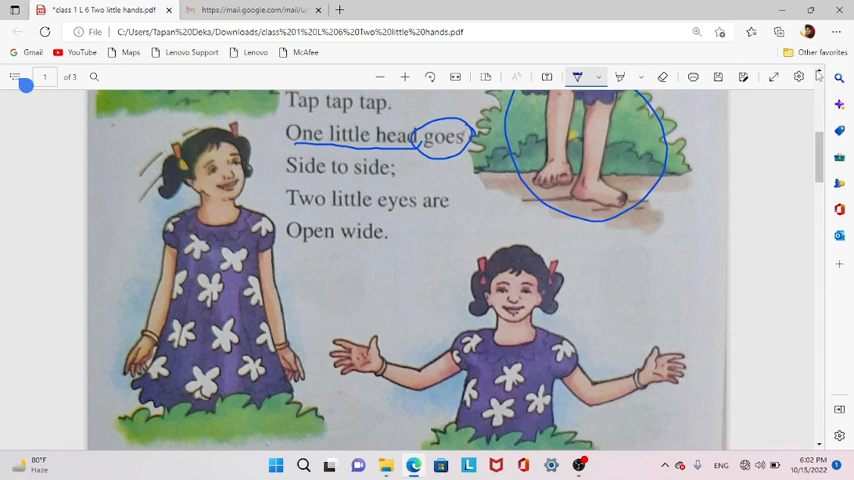 *class 1 L 6 Two little hands.pdf
https://mail.google.com/mail/u/
File
C:/Users/Tapan%20Deka/Downloads/class%201%20L%206%20Two%20little%20hands.pdf
Gmail
YouTube
Maps
Lenovo Support
Lenovo
McAfee
Other favorites
1 of 3
Tap tap tap.
One little head goes
Side to side;
Two little eyes are
Open wide.
80°F
Haze
ENG
6:02 PM
10/15/2022